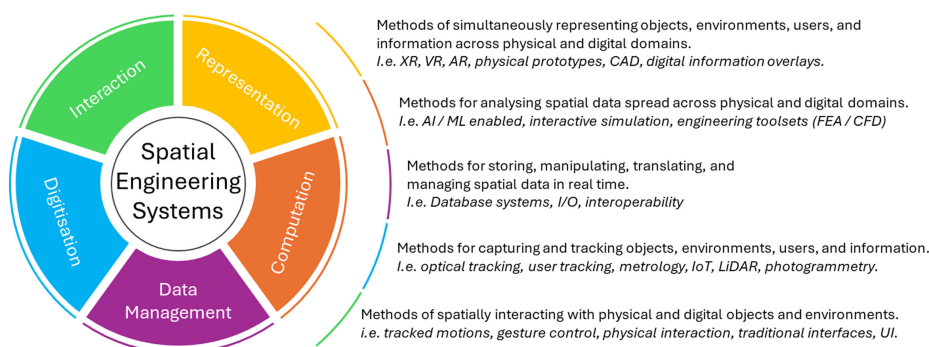 Interaction
Representation
Spatial
Engineering
Systems
Digitisation
Computation
Data
Management
Methods of simultaneously representing objects, environments, users, and
information across physical and digital domains.
I.e. XR, VR, AR, physical prototypes, CAD, digital information overlays.
Methods for analysing spatial data spread across physical and digital domains.
I.e. AI / ML enabled, interactive simulation, engineering toolsets (FEA / CFD)
Methods for storing, manipulating, translating, and
managing spatial data in real time.
I.e. Database systems, I/O, interoperability
Methods for capturing and tracking objects, environments, users, and information.
I.e. optical tracking, user tracking, metrology, IoT, LiDAR, photogrammetry.
Methods of spatially interacting with physical and digital objects and environments.
i.e. tracked motions, gesture control, physical interaction, traditional interfaces, UI.